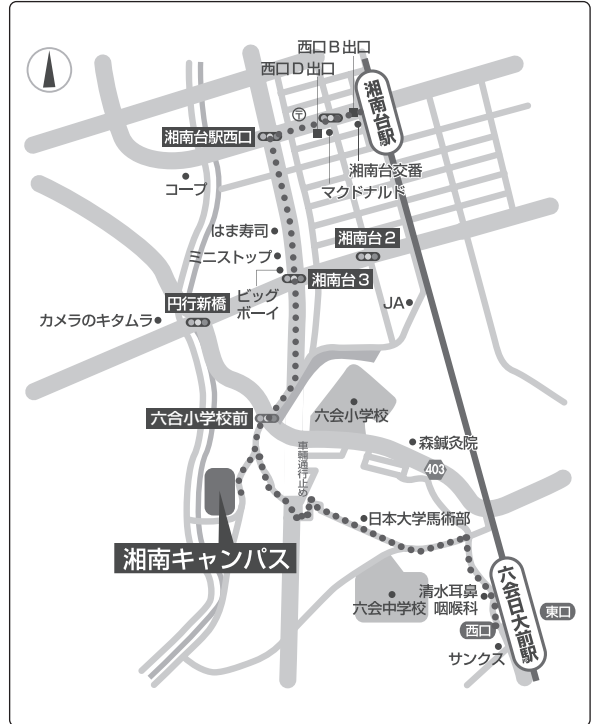 西口B出口
西口D出口
湘南台駅
〒
湘南台駅西口
湘南台交番
マクドナルド
コープ
はま寿司
ミニストップ
湘南台2
湘南台3
ビッグ
ボーイ
円行新橋
JA
カメラのキタムラ
六会小学校
六合小学校前
森鍼灸院
403
車輌通行止め
日本大学馬術部
湘南キャンパス
清水耳鼻
咽喉科
六会中学校
六会日大前駅
東口
西口
サンクス